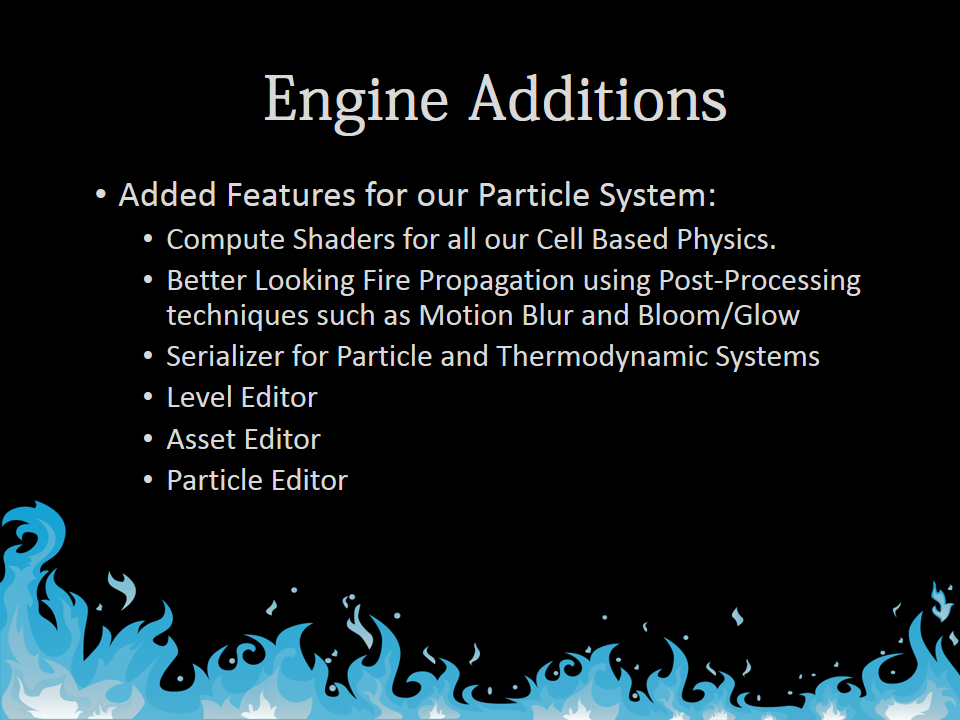 Engine Additions
• Added Features for our Particle System:
• Compute Shaders for all our Cell Based Physics.
• Better Looking Fire Propagation using Post-Processing
techniques such as Motion Blur and Bloom/Glow
• Serializer for Particle and Thermodynamic Systems
• Level Editor
• Asset Editor
• Particle Editor